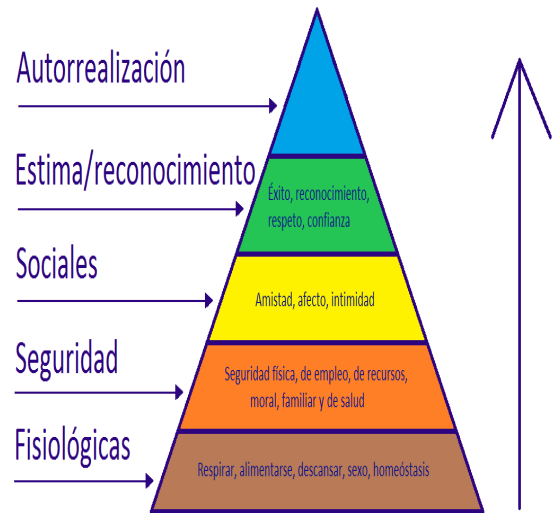 Autorrealización
Estima/reconocimiento
Éxito, reconocimiento,
respeto, confianza
Sociales
Amistad, afecto, intimidad
Seguridad
Seguridad física, de empleo, de recursos,
moral, familiar y de salud
Fisiológicas
Respirar, alimentarse, descansar, sexo, homeóstasis